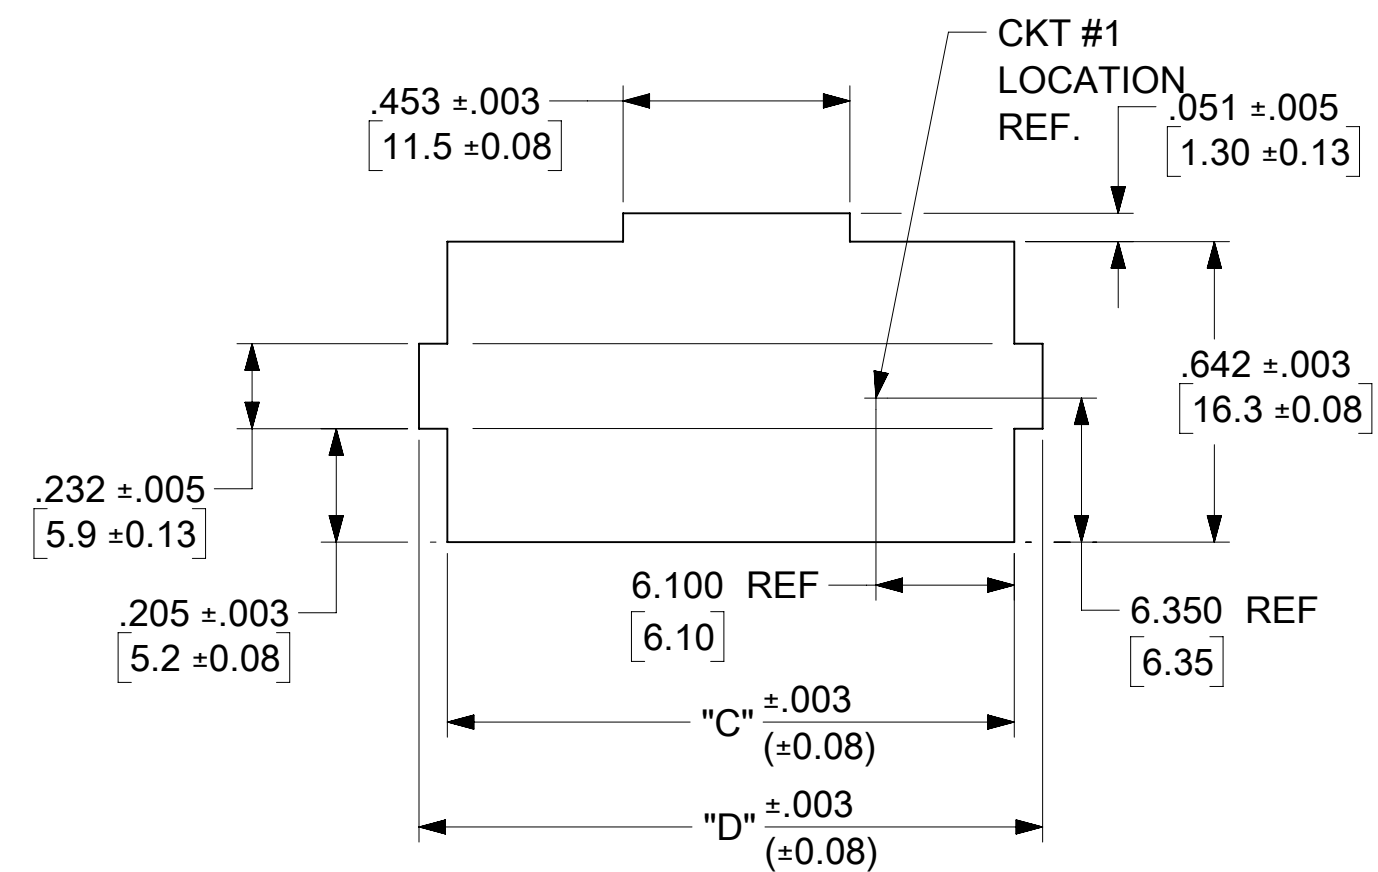 CKT #1
LOCATION
REF.
.453 ±.003
[11.5 ±0.08]
.051 ±.005
[1.30 ±0.13]
.642 ±.003
[16.3 ±0.08]
.232 ±.005
[5.9 ±0.13]
.205 ±.003
[5.2 ±0.08]
6.100 REF
[6.10]
6.350 REF
[6.35]
"C" ±.003
(±0.08)
"D" ±.003
(±0.08)